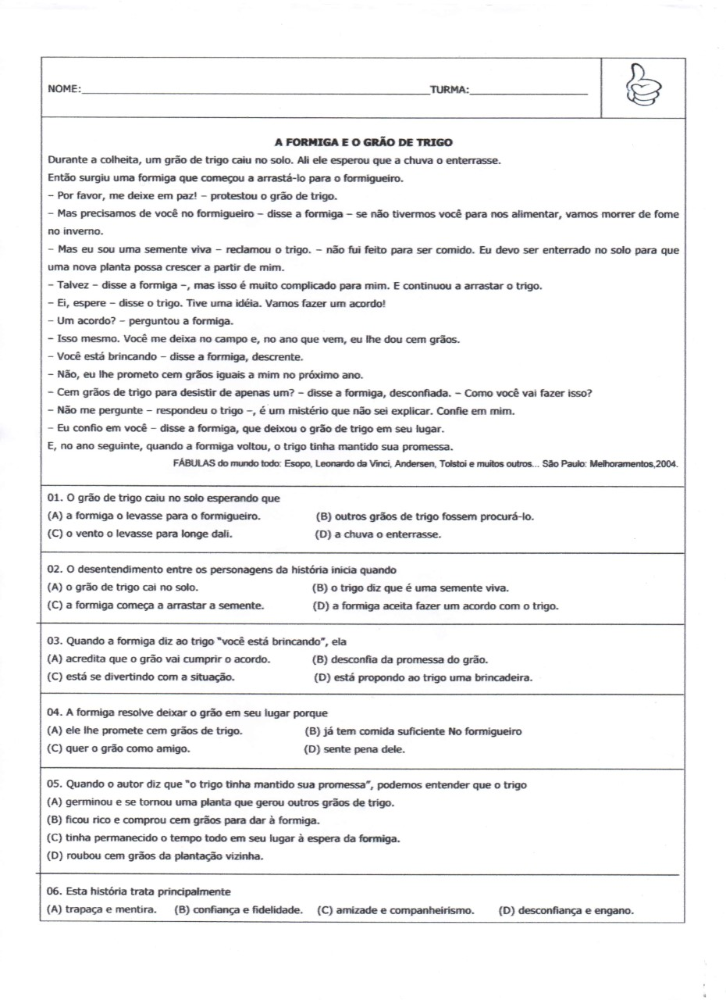 NOME:_____________________________________________TURMA:____________________
A FORMIGA E O GRÃO DE TRIGO
Durante a colheita, um grão de trigo caiu no solo. Ali ele esperou que a chuva o enterrasse.
Então surgiu uma formiga que começou a arrastá-lo para o formigueiro.
– Por favor, me deixe em paz! – protestou o grão de trigo.
– Mas precisamos de você no formigueiro – disse a formiga – se não tivermos você para nos alimentar, vamos morrer de fome
no inverno.
– Mas eu sou uma semente viva – reclamou o trigo. – não fui feito para ser comido. Eu devo ser enterrado no solo para que
uma nova planta possa crescer a partir de mim.
– Talvez – disse a formiga –, mas isso é muito complicado para mim. E continuou a arrastar o trigo.
– Ei, espere – disse o trigo. Tive uma idéia. Vamos fazer um acordo!
– Um acordo? – perguntou a formiga.
– Isso mesmo. Você me deixa no campo e, no ano que vem, eu lhe dou cem grãos.
– Você está brincando – disse a formiga, descrente.
– Não, eu lhe prometo cem grãos iguais a mim no próximo ano.
– Cem grãos de trigo para desistir de apenas um? – disse a formiga, desconfiada. – Como você vai fazer isso?
– Não me pergunte – respondeu o trigo –, é um mistério que não sei explicar. Confie em mim.
– Eu confio em você – disse a formiga, que deixou o grão de trigo em seu lugar.
E, no ano seguinte, quando a formiga voltou, o trigo tinha mantido sua promessa.
FÁBULAS do mundo todo: Esopo, Leonardo da Vinci, Andersen, Tolstoi e muitos outros... São Paulo: Melhoramentos,2004.
01. O grão de trigo caiu no solo esperando que
(A) a formiga o levasse para o formigueiro. (B) outros grãos de trigo fossem procurá-lo.
(C) o vento o levasse para longe dali. (D) a chuva o enterrasse.
02. O desentendimento entre os personagens da história inicia quando
(A) o grão de trigo cai no solo. (B) o trigo diz que é uma semente viva.
(C) a formiga começa a arrastar a semente. (D) a formiga aceita fazer um acordo com o trigo.
03. Quando a formiga diz ao trigo "você está brincando", ela
(A) acredita que o grão vai cumprir o acordo. (B) desconfia da promessa do grão.
(C) está se divertindo com a situação. (D) está propondo ao trigo uma brincadeira.
04. A formiga resolve deixar o grão em seu lugar porque
(A) ele lhe promete cem grãos de trigo. (B) já tem comida suficiente No formigueiro
(C) quer o grão como amigo. (D) sente pena dele.
05. Quando o autor diz que "o trigo tinha mantido sua promessa", podemos entender que o trigo
(A) germinou e se tornou uma planta que gerou outros grãos de trigo.
(B) ficou rico e comprou cem grãos para dar à formiga.
(C) tinha permanecido o tempo todo em seu lugar à espera da formiga.
(D) roubou cem grãos da plantação vizinha.
06. Esta história trata principalmente
(A) trapaça e mentira. (B) confiança e fidelidade. (C) amizade e companheirismo. (D) desconfiança e engano.